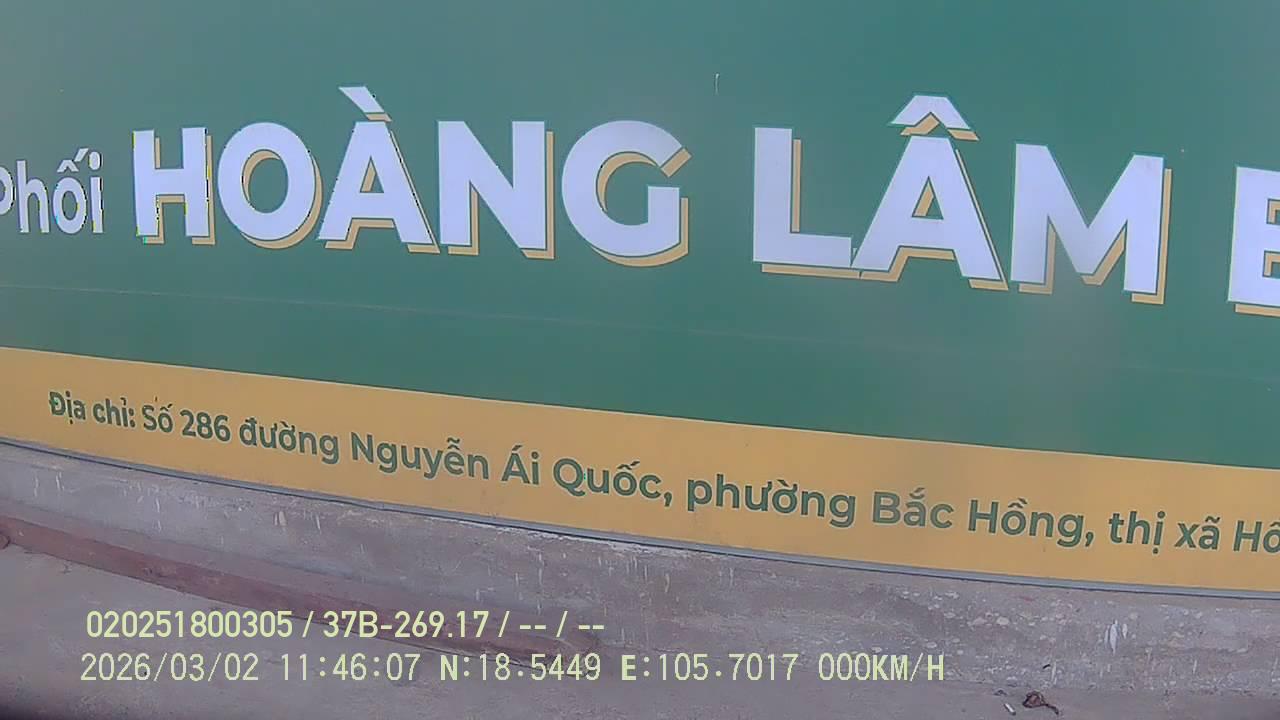 Phối HOÀNG LÂM
Địa chỉ: Số 286 đường Nguyễn Ái Quốc, phường Bắc Hồng, thị xã
020251800305 / 37B-269.17 / -- / --
2026/03/02 11:46:07 N:18.5449 E:105.7017 000KM/H